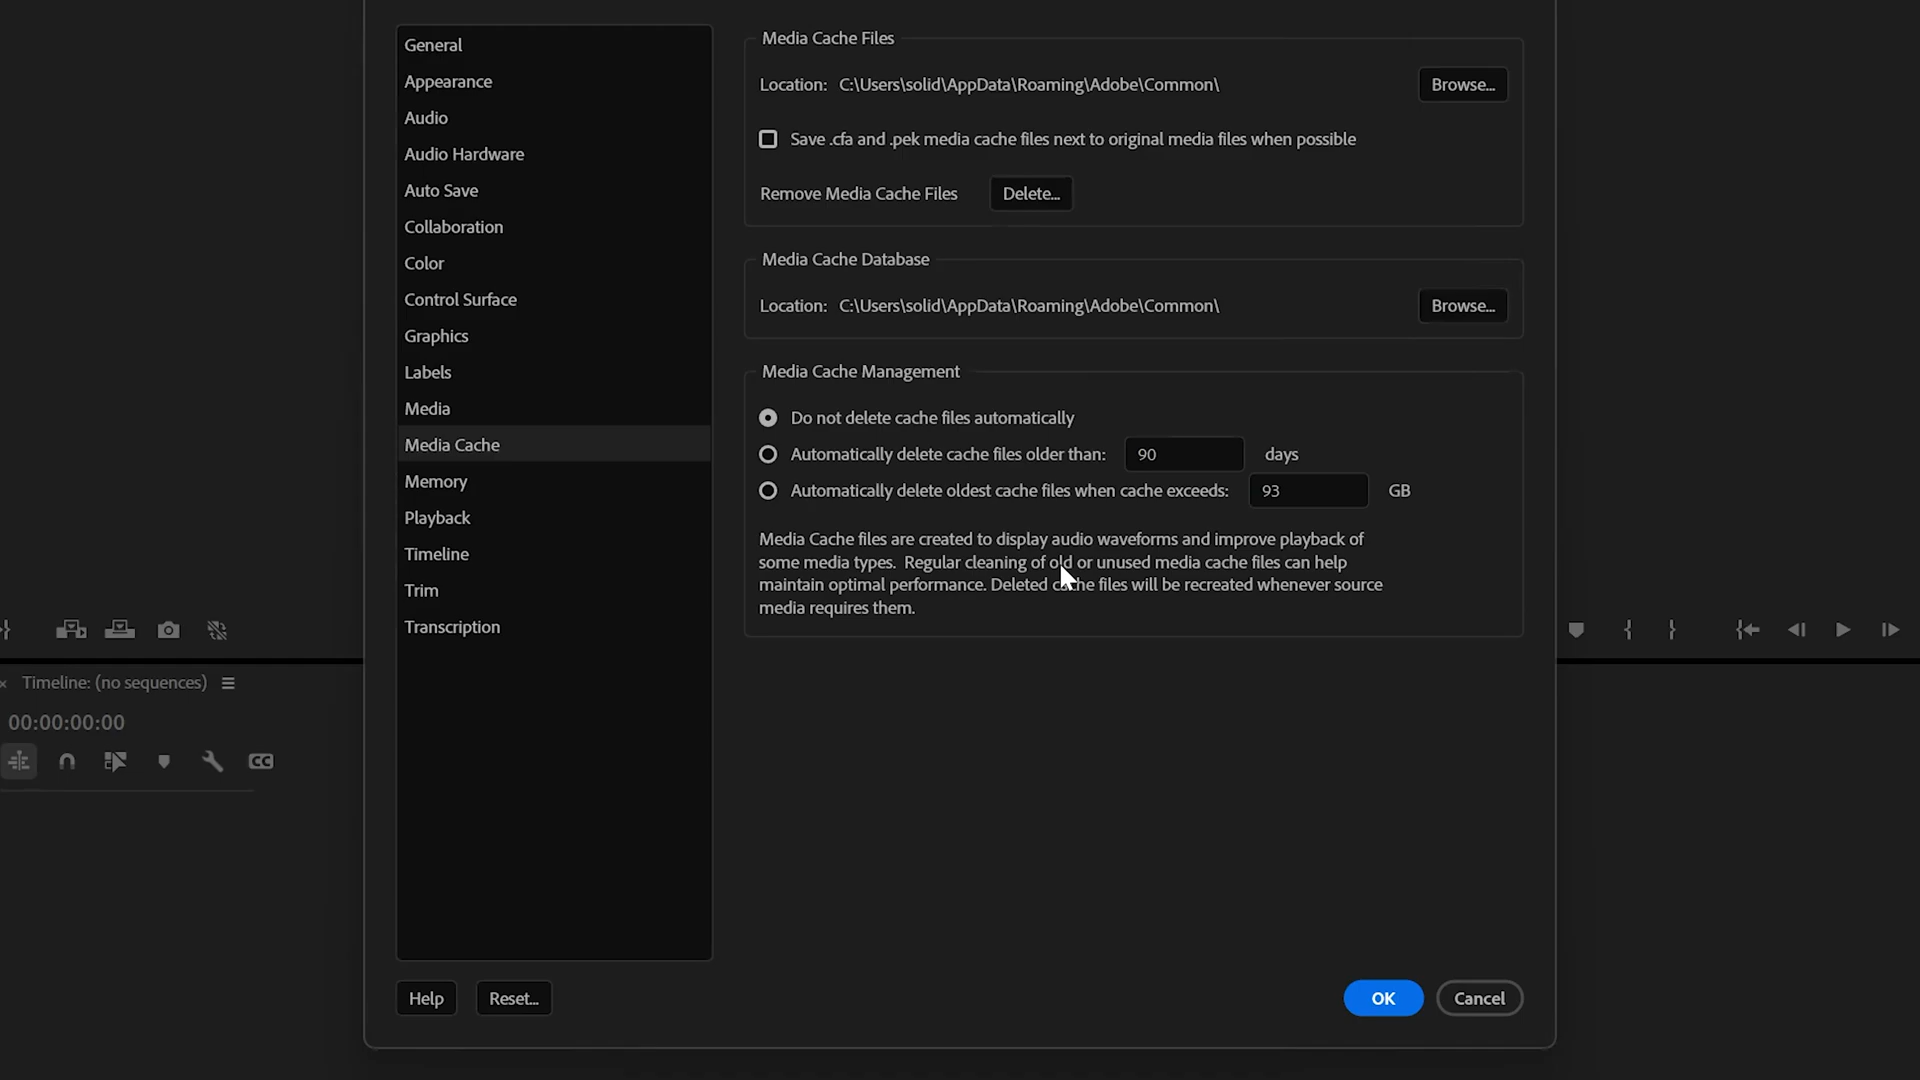 General
Appearance
Audio
Audio Hardware
Auto Save
Collaboration
Color
Control Surface
Graphics
Labels
Media
Media Cache
Memory
Playback
Timeline
Trim
Transcription
Media Cache Files
Location: C:\Users\solid\AppData\Roaming\Adobe\Common\ Browse...
Save .cfa and .pek media cache files next to original media files when possible
Remove Media Cache Files Delete...
Media Cache Database
Location: C:\Users\solid\AppData\Roaming\Adobe\Common\ Browse...
Media Cache Management
Do not delete cache files automatically
Automatically delete cache files older than: 90 days
Automatically delete oldest cache files when cache exceeds: 93 GB
Media Cache files are created to display audio waveforms and improve playback of
some media types. Regular cleaning of old or unused media cache files can help
maintain optimal performance. Deleted cache files will be recreated whenever source
media requires them.
Timeline: (no sequences)
00:00:00:00
CC
Help Reset... OK Cancel